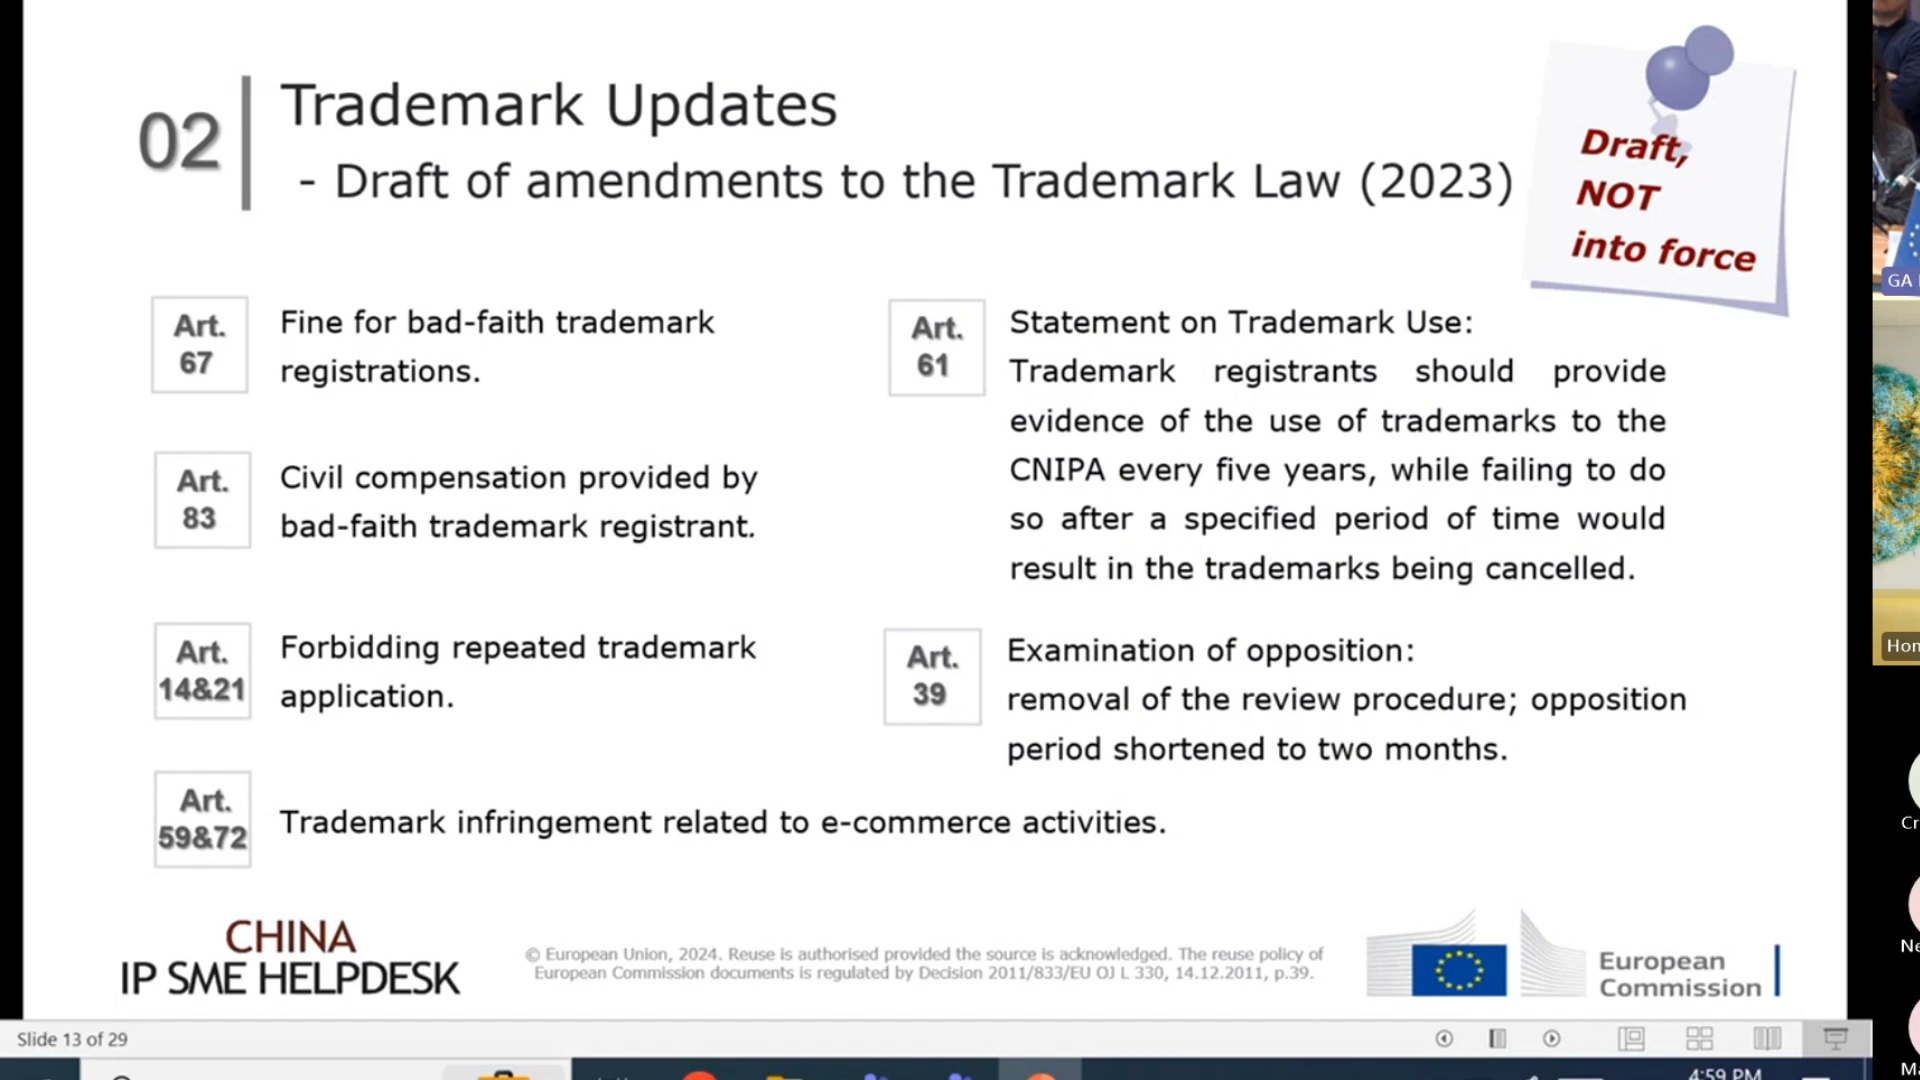 02
Trademark Updates
- Draft of amendments to the Trademark Law (2023)
Draft,
NOT
into force
Art.
67
Fine for bad-faith trademark
registrations.
Art.
83
Civil compensation provided by
bad-faith trademark registrant.
Art.
14&21
Forbidding repeated trademark
application.
Art.
59&72
Trademark infringement related to e-commerce activities.
Art.
61
Statement on Trademark Use:
Trademark registrants should provide
evidence of the use of trademarks to the
CNIPA every five years, while failing to do
so after a specified period of time would
result in the trademarks being cancelled.
Art.
39
Examination of opposition:
removal of the review procedure; opposition
period shortened to two months.
CHINA
IP SME HELPDESK
© European Union, 2024. Reuse is authorised provided the source is acknowledged. The reuse policy of
European Commission documents is regulated by Decision 2011/833/EU OJ L 330, 14.12.2011, p.39.
European
Commission
Slide 13 of 29
4:59 PM
GA
Hon
Cr
Ne
Ma